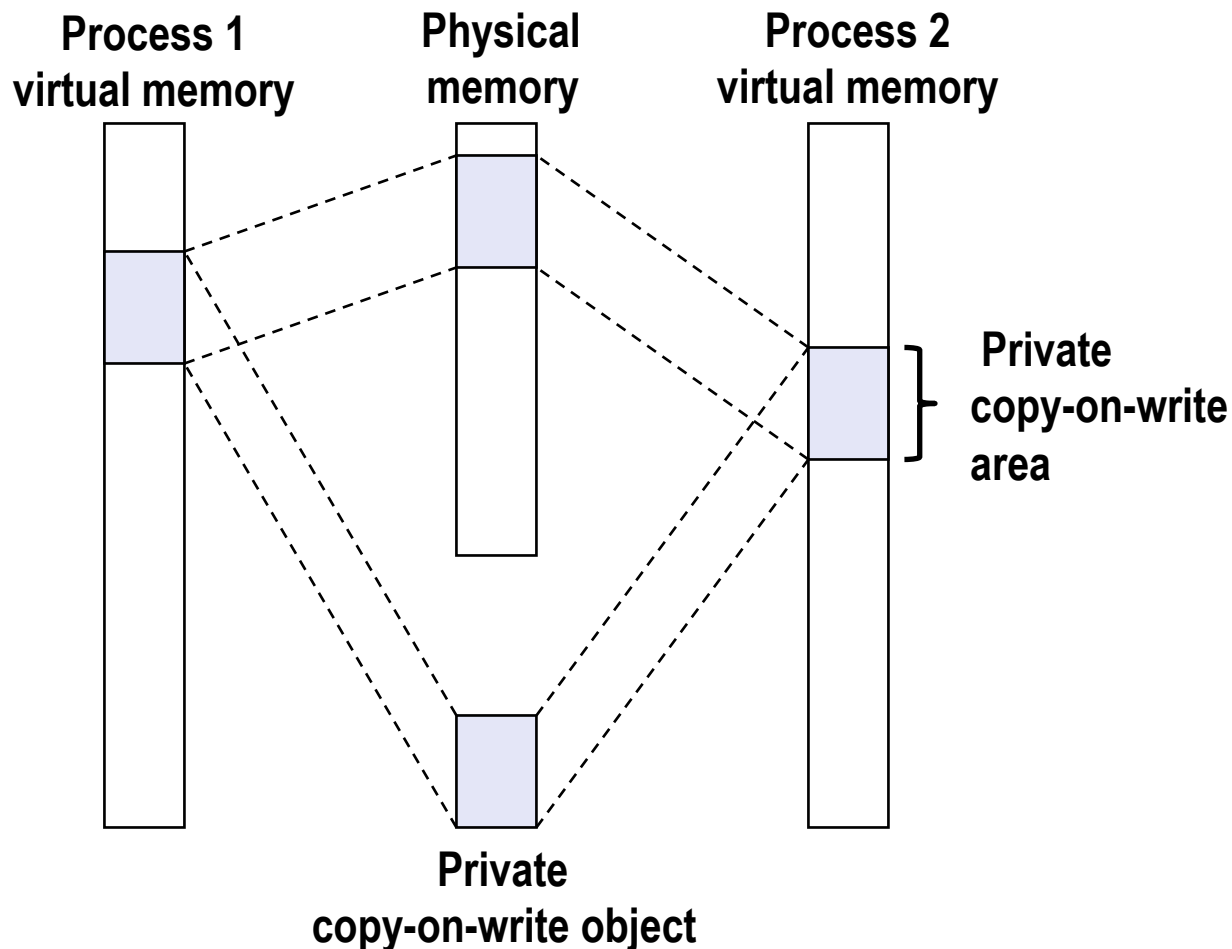 Process 1
virtual memory
Physical
memory
Process 2
virtual memory
Private
copy-on-write
area
Private
copy-on-write object